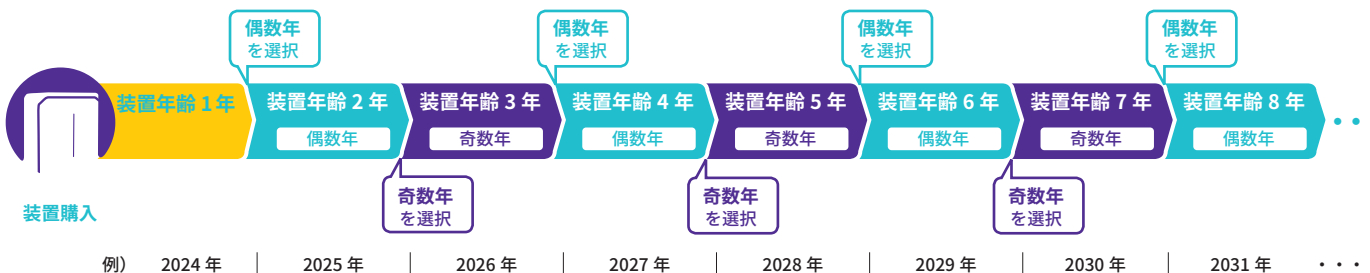 偶数年
を選択
偶数年
を選択
偶数年
を選択
偶数年
を選択
装置年齢 1 年
装置年齢 2 年
装置年齢 3 年
装置年齢 4 年
装置年齢 5 年
装置年齢 6 年
装置年齢 7 年
装置年齢 8 年
偶数年
奇数年
偶数年
奇数年
偶数年
奇数年
偶数年
奇数年
を選択
奇数年
を選択
奇数年
を選択
装置購入
例） 2024 年 2025 年 2026 年 2027 年 2028 年 2029 年 2030 年 2031 年 ・・・